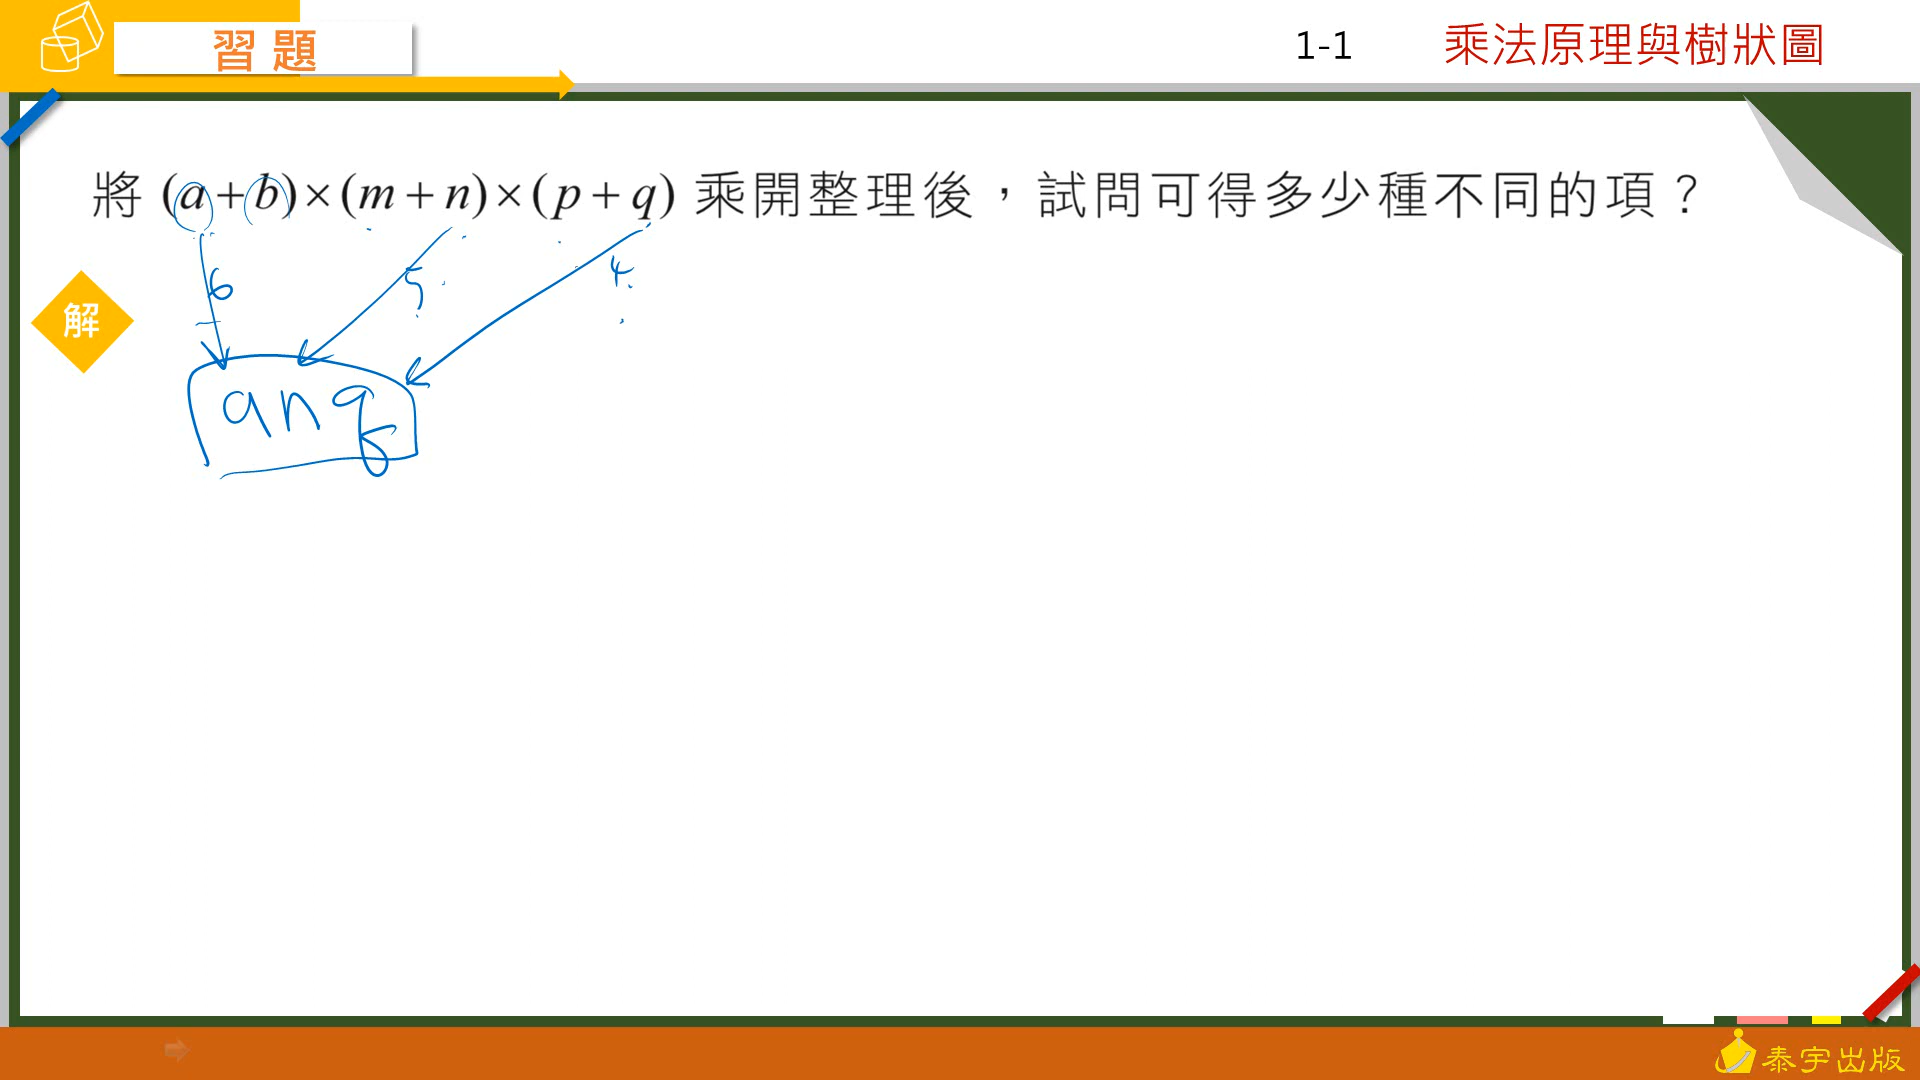 習題
1-1 乘法原理與樹狀圖
將 (a+b)×(m+n)×(p+q) 乘開整理後，試問可得多少種不同的項？
6 5 4
解
anq
泰宇出版